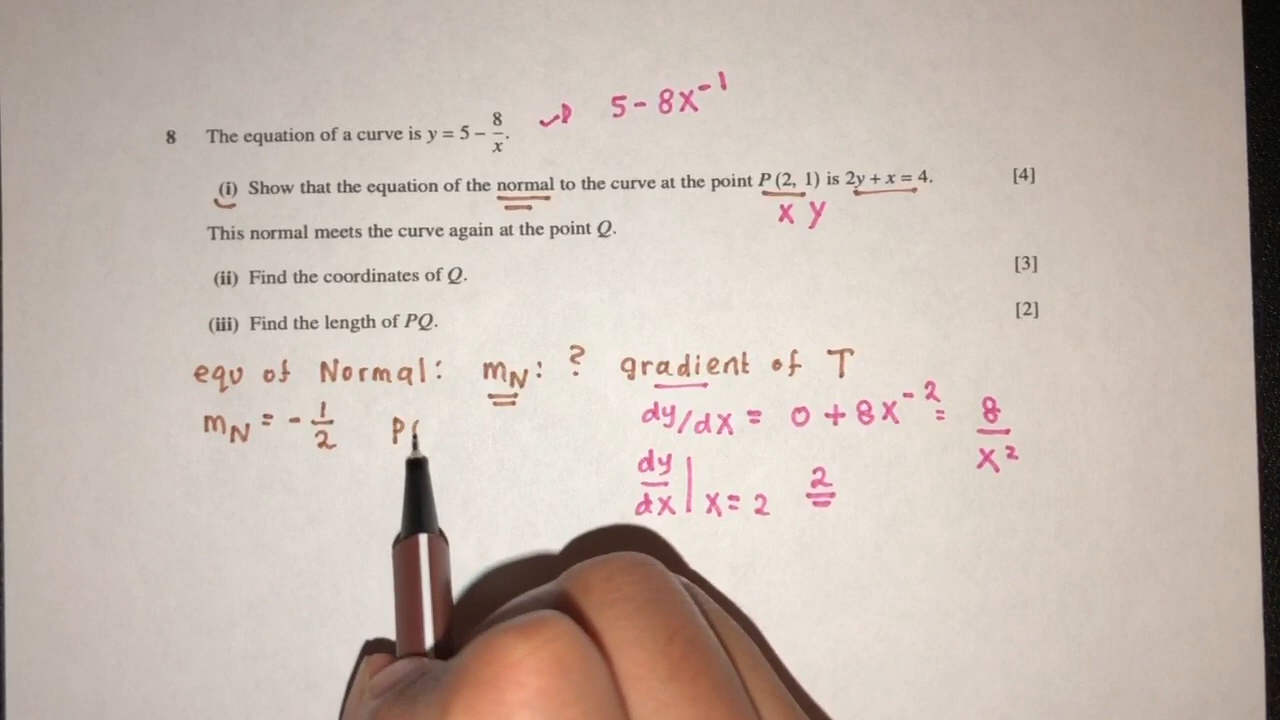 5 - 8x⁻¹
8 The equation of a curve is y = 5 - 8/x.
(i) Show that the equation of the normal to the curve at the point P (2, 1) is 2y + x = 4. [4]
x y
This normal meets the curve again at the point Q.
(ii) Find the coordinates of Q. [3]
(iii) Find the length of PQ. [2]
equ of Normal: mN: ? gradient of T
mN = - 1/2 P(
dy/dx = 0 + 8x⁻² = 8/x²
dy/dx | x = 2 2